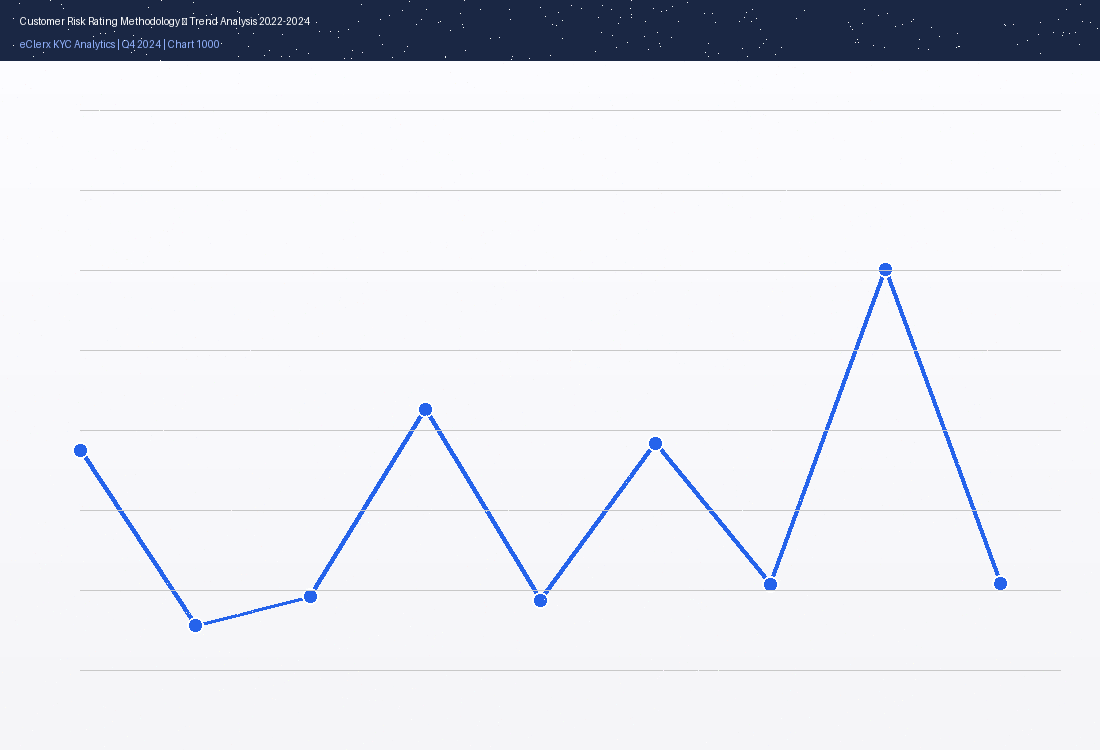 Customer Risk Rating Methodology▯ Trend Analysis 2022-2024
eClerx KYC Analytics | Q4 2024 | Chart 1000